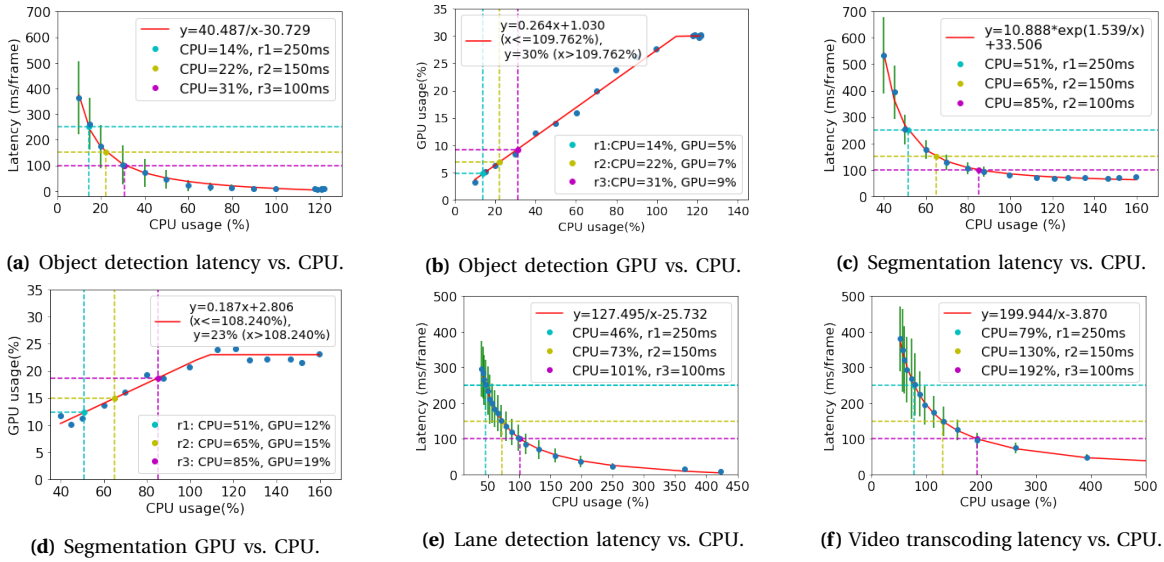 700
600
500
400
300
200
100
0
Latency (ms/frame)
y=40.487/x-30.729
CPU=14%, r1=250ms
CPU=22%, r2=150ms
CPU=31%, r3=100ms
0 20 40 60 80 100 120
CPU usage (%)
(a) Object detection latency vs. CPU.
35
30
25
20
15
10
5
0
GPU usage(%)
y=0.264x+1.030
(x<=109.762%),
y=30% (x>109.762%)
r1:CPU=14%, GPU=5%
r2:CPU=22%, GPU=7%
r3:CPU=31%, GPU=9%
0 20 40 60 80 100 120 140
CPU usage(%)
(b) Object detection GPU vs. CPU.
700
600
500
400
300
200
100
0
Latency (ms/frame)
y=10.888*exp(1.539/x)
+33.506
CPU=51%, r1=250ms
CPU=65%, r2=150ms
CPU=85%, r2=100ms
40 60 80 100 120 140 160
CPU usage (%)
(c) Segmentation latency vs. CPU.
35
30
25
20
15
10
5
0
GPU usage(%)
y=0.187x+2.806
(x<=108.240%),
y=23% (x>108.240%)
r1: CPU=51%, GPU=12%
r2: CPU=65%, GPU=15%
r3: CPU=85%, GPU=19%
40 60 80 100 120 140 160
CPU usage(%)
(d) Segmentation GPU vs. CPU.
500
400
300
200
100
0
Latency (ms/frame)
y=127.495/x-25.732
CPU=46%, r1=250ms
CPU=73%, r2=150ms
CPU=101%, r3=100ms
50 100 150 200 250 300 350 400 450
CPU usage (%)
(e) Lane detection latency vs. CPU.
500
400
300
200
100
0
Latency (ms/frame)
y=199.944/x-3.870
CPU=79%, r1=250ms
CPU=130%, r2=150ms
CPU=192%, r3=100ms
0 100 200 300 400 500
CPU usage (%)
(f) Video transcoding latency vs. CPU.